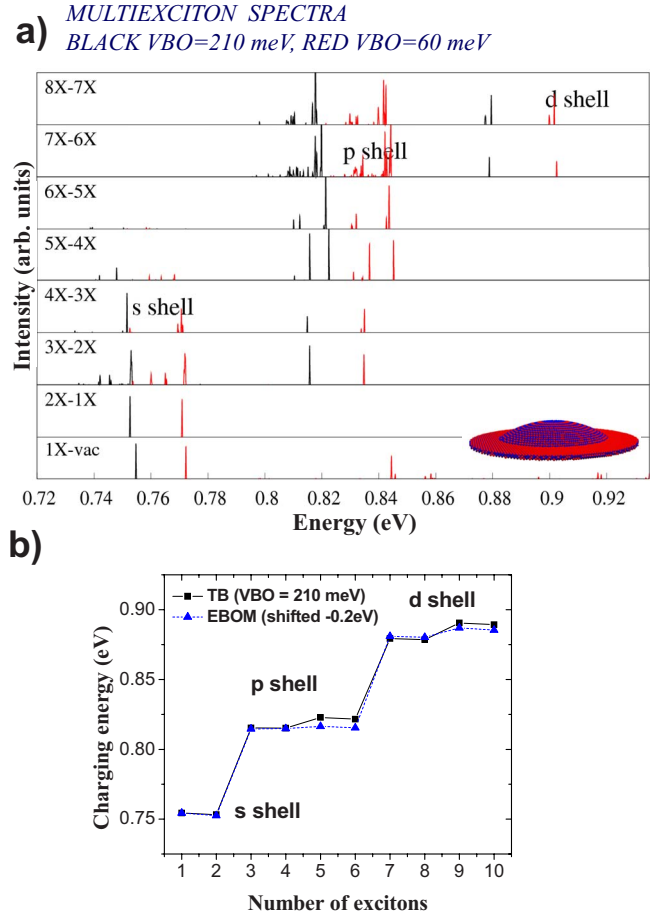 a) MULTIEXCITON SPECTRA
BLACK VBO=210 meV, RED VBO=60 meV
8X-7X
d shell
7X-6X
p shell
6X-5X
5X-4X
4X-3X
s shell
3X-2X
2X-1X
1X-vac
Intensity (arb. units)
0.72 0.74 0.76 0.78 0.8 0.82 0.84 0.86 0.88 0.9 0.92
Energy (eV)
b)
TB (VBO = 210 meV)
EBOM (shifted -0.2eV)
d shell
p shell
s shell
0.90
0.85
0.80
0.75
Charging energy (eV)
1 2 3 4 5 6 7 8 9 10
Number of excitons